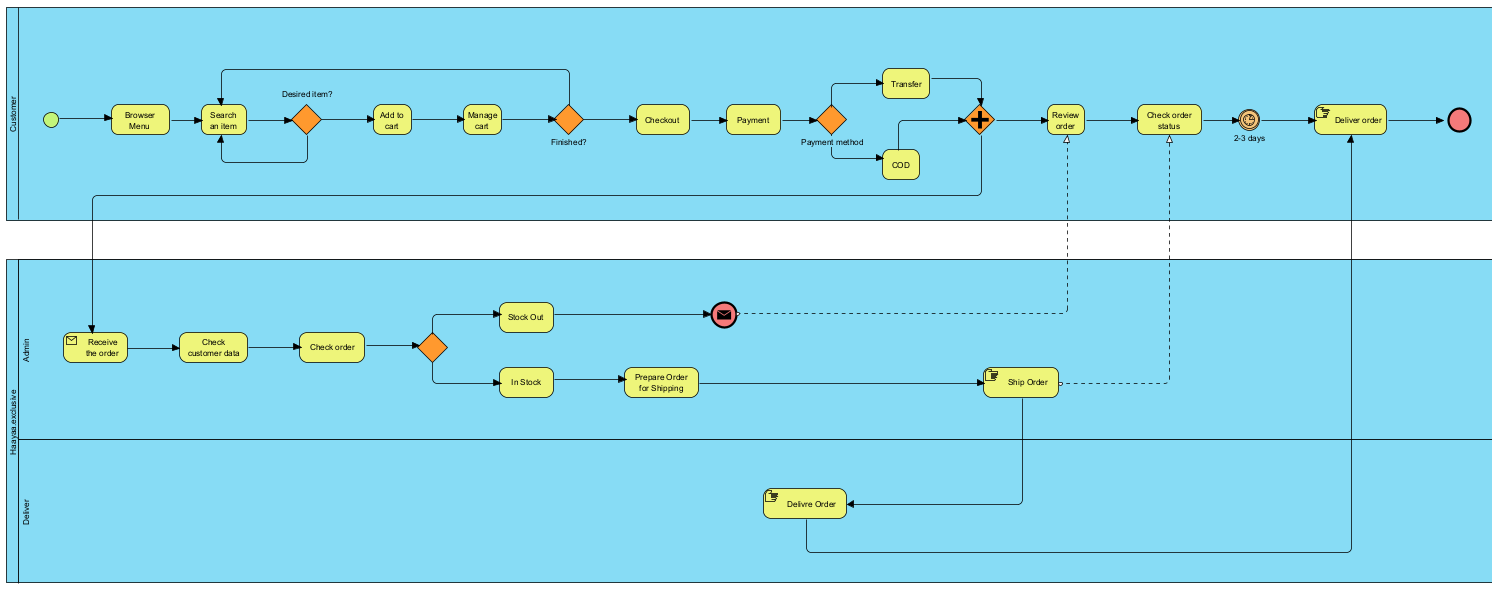 Customer
Desired item?
Browser
Menu
Search
an item
Add to
cart
Manage
cart
Finished?
Checkout
Payment
Payment method
Transfer
COD
Review
order
Check order
status
2-3 days
Deliver order
Haayaa.exclusive
Admin
Receive
the order
Check
customer data
Check order
Stock Out
In Stock
Prepare Order
for Shipping
Ship Order
Deliver
Delivre Order